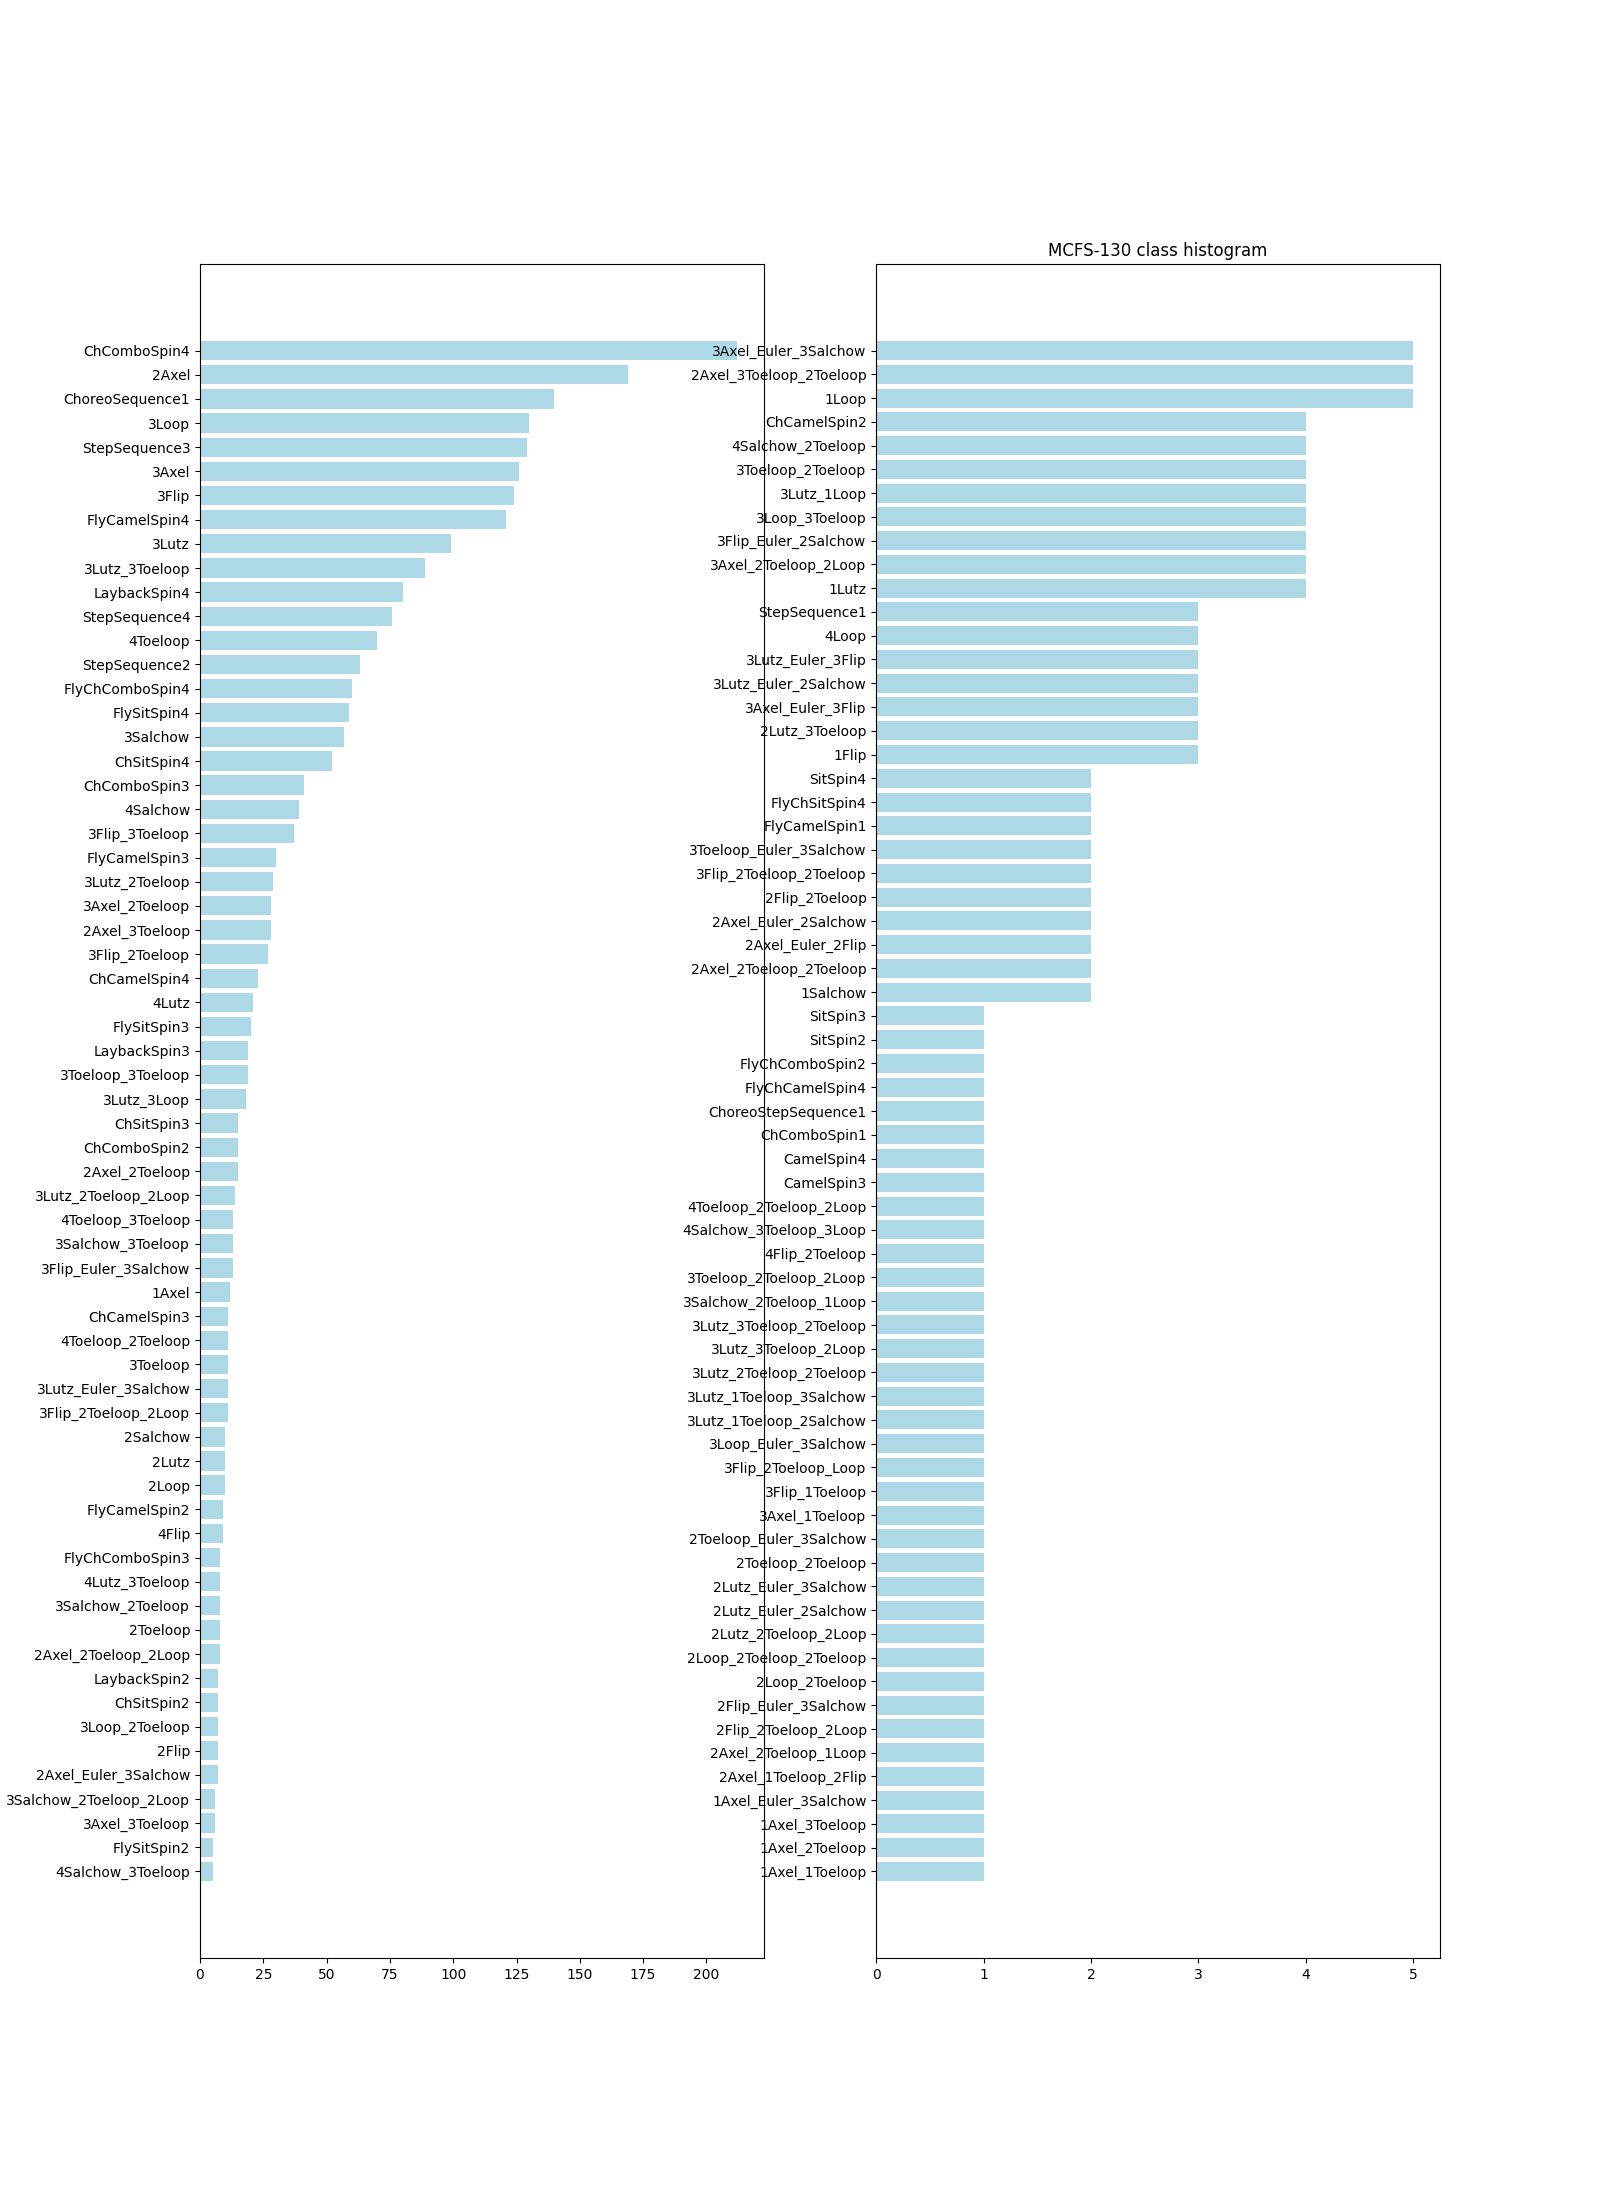 MCFS-130 class histogram
ChComboSpin4
2Axel
ChoreoSequence1
3Loop
StepSequence3
3Axel
3Flip
FlyCamelSpin4
3Lutz
3Lutz_3Toeloop
LaybackSpin4
StepSequence4
4Toeloop
StepSequence2
FlyChComboSpin4
FlySitSpin4
3Salchow
ChSitSpin4
ChComboSpin3
4Salchow
3Flip_3Toeloop
FlyCamelSpin3
3Lutz_2Toeloop
3Axel_2Toeloop
2Axel_3Toeloop
3Flip_2Toeloop
ChCamelSpin4
4Lutz
FlySitSpin3
LaybackSpin3
3Toeloop_3Toeloop
3Lutz_3Loop
ChSitSpin3
ChComboSpin2
2Axel_2Toeloop
3Lutz_2Toeloop_2Loop
4Toeloop_3Toeloop
3Salchow_3Toeloop
3Flip_Euler_3Salchow
1Axel
ChCamelSpin3
4Toeloop_2Toeloop
3Toeloop
3Lutz_Euler_3Salchow
3Flip_2Toeloop_2Loop
2Salchow
2Lutz
2Loop
FlyCamelSpin2
4Flip
FlyChComboSpin3
4Lutz_3Toeloop
3Salchow_2Toeloop
2Toeloop
2Axel_2Toeloop_2Loop
LaybackSpin2
ChSitSpin2
3Loop_2Toeloop
2Flip
2Axel_Euler_3Salchow
3Salchow_2Toeloop_2Loop
3Axel_3Toeloop
FlySitSpin2
4Salchow_3Toeloop
0 25 50 75 100 125 150 175 200
3Axel_Euler_3Salchow
2Axel_3Toeloop_2Toeloop
1Loop
ChCamelSpin2
4Salchow_2Toeloop
3Toeloop_2Toeloop
3Lutz_1Loop
3Loop_3Toeloop
3Flip_Euler_2Salchow
3Axel_2Toeloop_2Loop
1Lutz
StepSequence1
4Loop
3Lutz_Euler_3Flip
3Lutz_Euler_2Salchow
3Axel_Euler_3Flip
2Lutz_3Toeloop
1Flip
SitSpin4
FlyChSitSpin4
FlyCamelSpin1
3Toeloop_Euler_3Salchow
3Flip_2Toeloop_2Toeloop
2Flip_2Toeloop
2Axel_Euler_2Salchow
2Axel_Euler_2Flip
2Axel_2Toeloop_2Toeloop
1Salchow
SitSpin3
SitSpin2
FlyChComboSpin2
FlyChCamelSpin4
ChoreoStepSequence1
ChComboSpin1
CamelSpin4
CamelSpin3
4Toeloop_2Toeloop_2Loop
4Salchow_3Toeloop_3Loop
4Flip_2Toeloop
3Toeloop_2Toeloop_2Loop
3Salchow_2Toeloop_1Loop
3Lutz_3Toeloop_2Toeloop
3Lutz_3Toeloop_2Loop
3Lutz_2Toeloop_2Toeloop
3Lutz_1Toeloop_3Salchow
3Lutz_1Toeloop_2Salchow
3Loop_Euler_3Salchow
3Flip_2Toeloop_Loop
3Flip_1Toeloop
3Axel_1Toeloop
2Toeloop_Euler_3Salchow
2Toeloop_2Toeloop
2Lutz_Euler_3Salchow
2Lutz_Euler_2Salchow
2Lutz_2Toeloop_2Loop
2Loop_2Toeloop_2Toeloop
2Loop_2Toeloop
2Flip_Euler_3Salchow
2Flip_2Toeloop_2Loop
2Axel_2Toeloop_1Loop
2Axel_1Toeloop_2Flip
1Axel_Euler_3Salchow
1Axel_3Toeloop
1Axel_2Toeloop
1Axel_1Toeloop
0 1 2 3 4 5